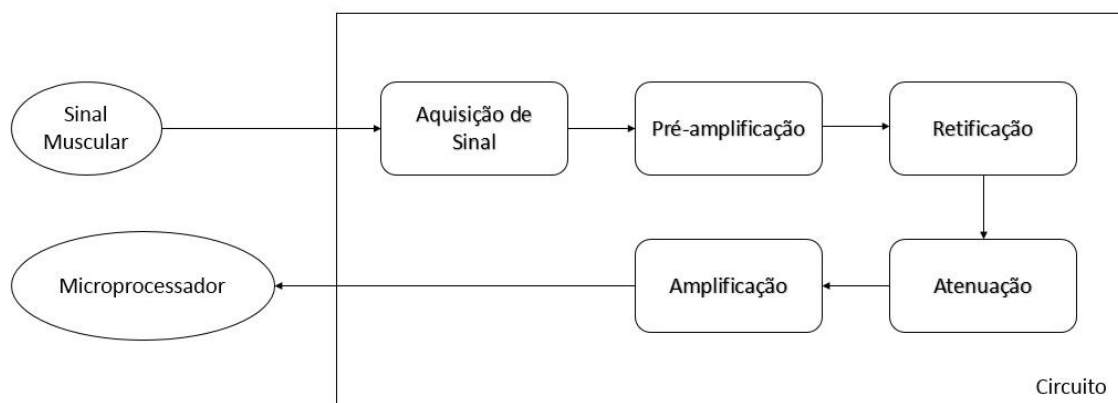 Sinal
Muscular
Aquisição de
Sinal
Pré-amplificação
Retificação
Microprocessador
Amplificação
Atenuação
Circuito